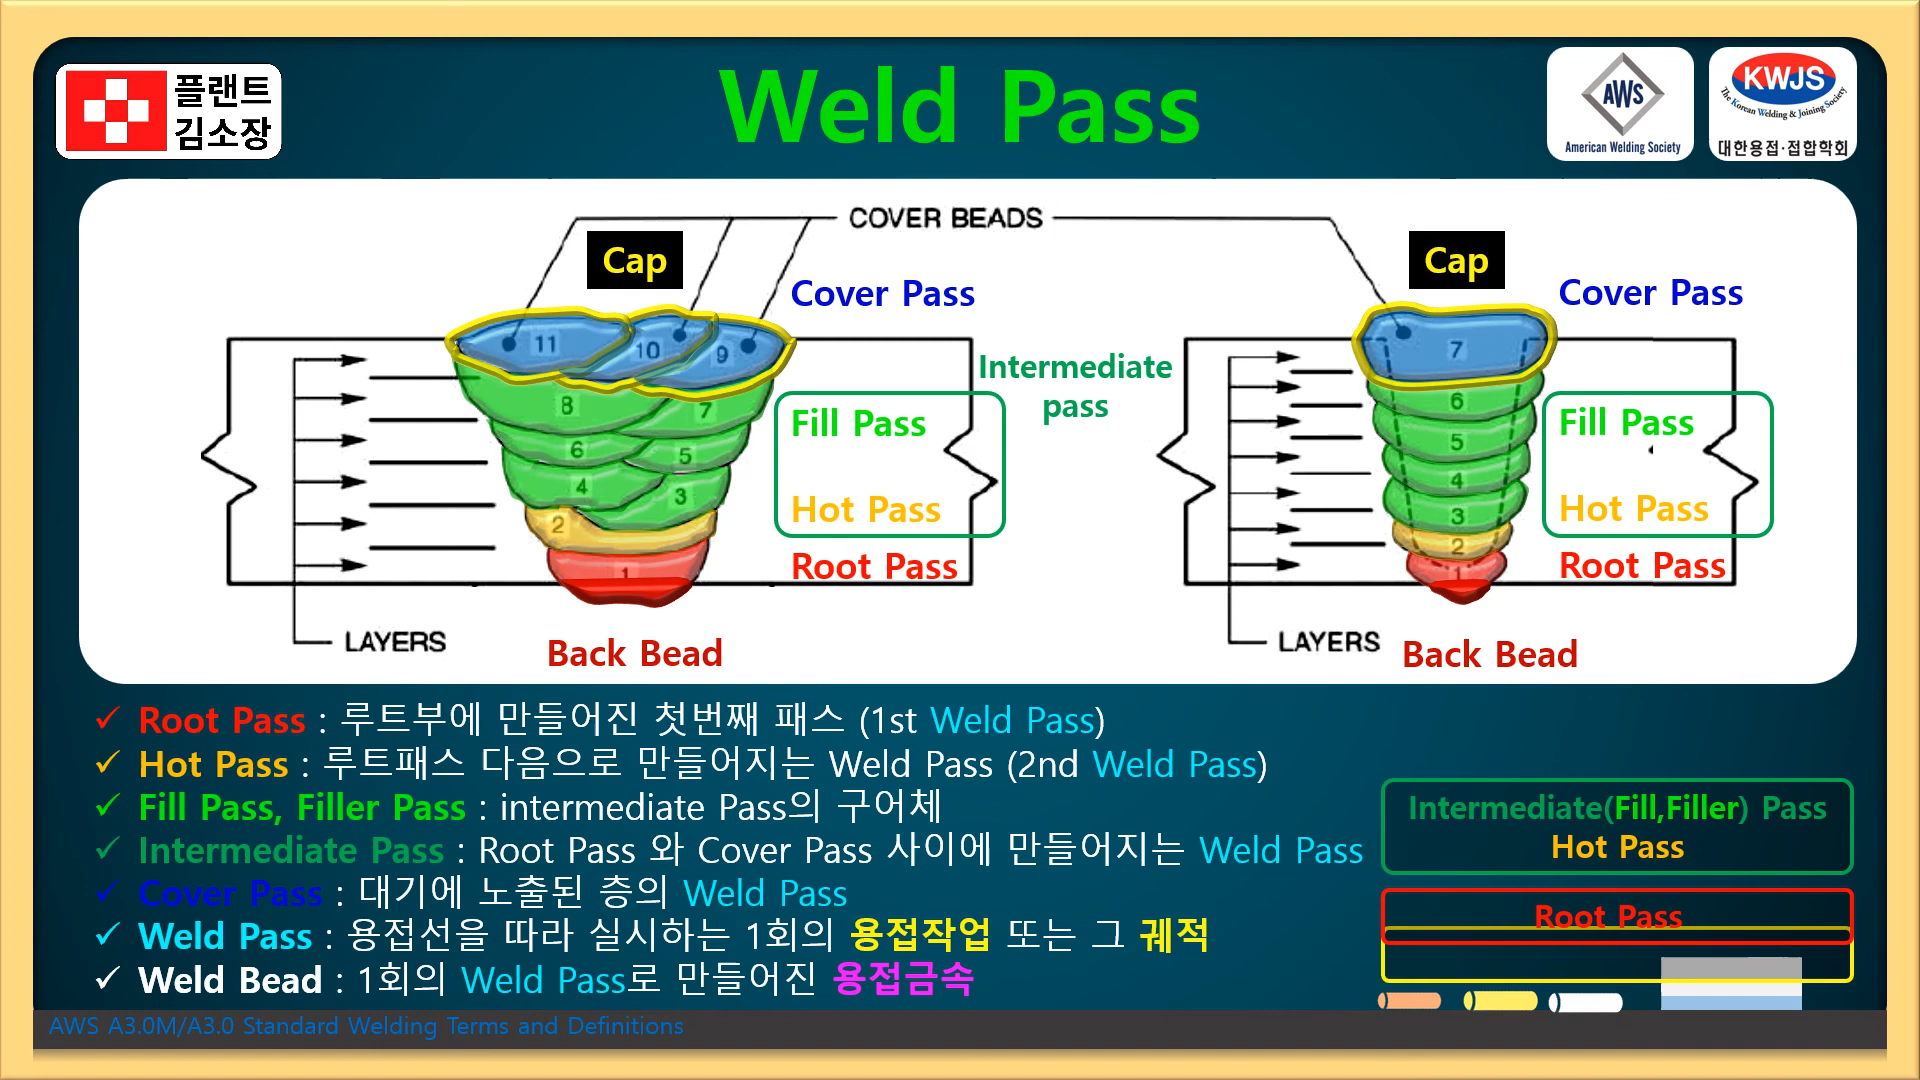 플랜트
김소장
Weld Pass
AWS
American Welding Society
KWJS
The Korean Welding & Joining Society
대한용접·접합학회
COVER BEADS
Cap
Cap
Cover Pass
Cover Pass
11
10
9
7
Intermediate
pass
8
7
Fill Pass
6
Fill Pass
6
5
5
4
3
4
Hot Pass
3
Hot Pass
2
2
1
Root Pass
1
Root Pass
LAYERS
Back Bead
LAYERS
Back Bead
✓ Root Pass : 루트부에 만들어진 첫번째 패스 (1st Weld Pass)
✓ Hot Pass : 루트패스 다음으로 만들어지는 Weld Pass (2nd Weld Pass)
✓ Fill Pass, Filler Pass : intermediate Pass의 구어체
✓ Intermediate Pass : Root Pass 와 Cover Pass 사이에 만들어지는 Weld Pass
✓ Cover Pass : 대기에 노출된 층의 Weld Pass
✓ Weld Pass : 용접선을 따라 실시하는 1회의 용접작업 또는 그 궤적
✓ Weld Bead : 1회의 Weld Pass로 만들어진 용접금속
Intermediate(Fill,Filler) Pass
Hot Pass
Root Pass
AWS A3.0M/A3.0 Standard Welding Terms and Definitions